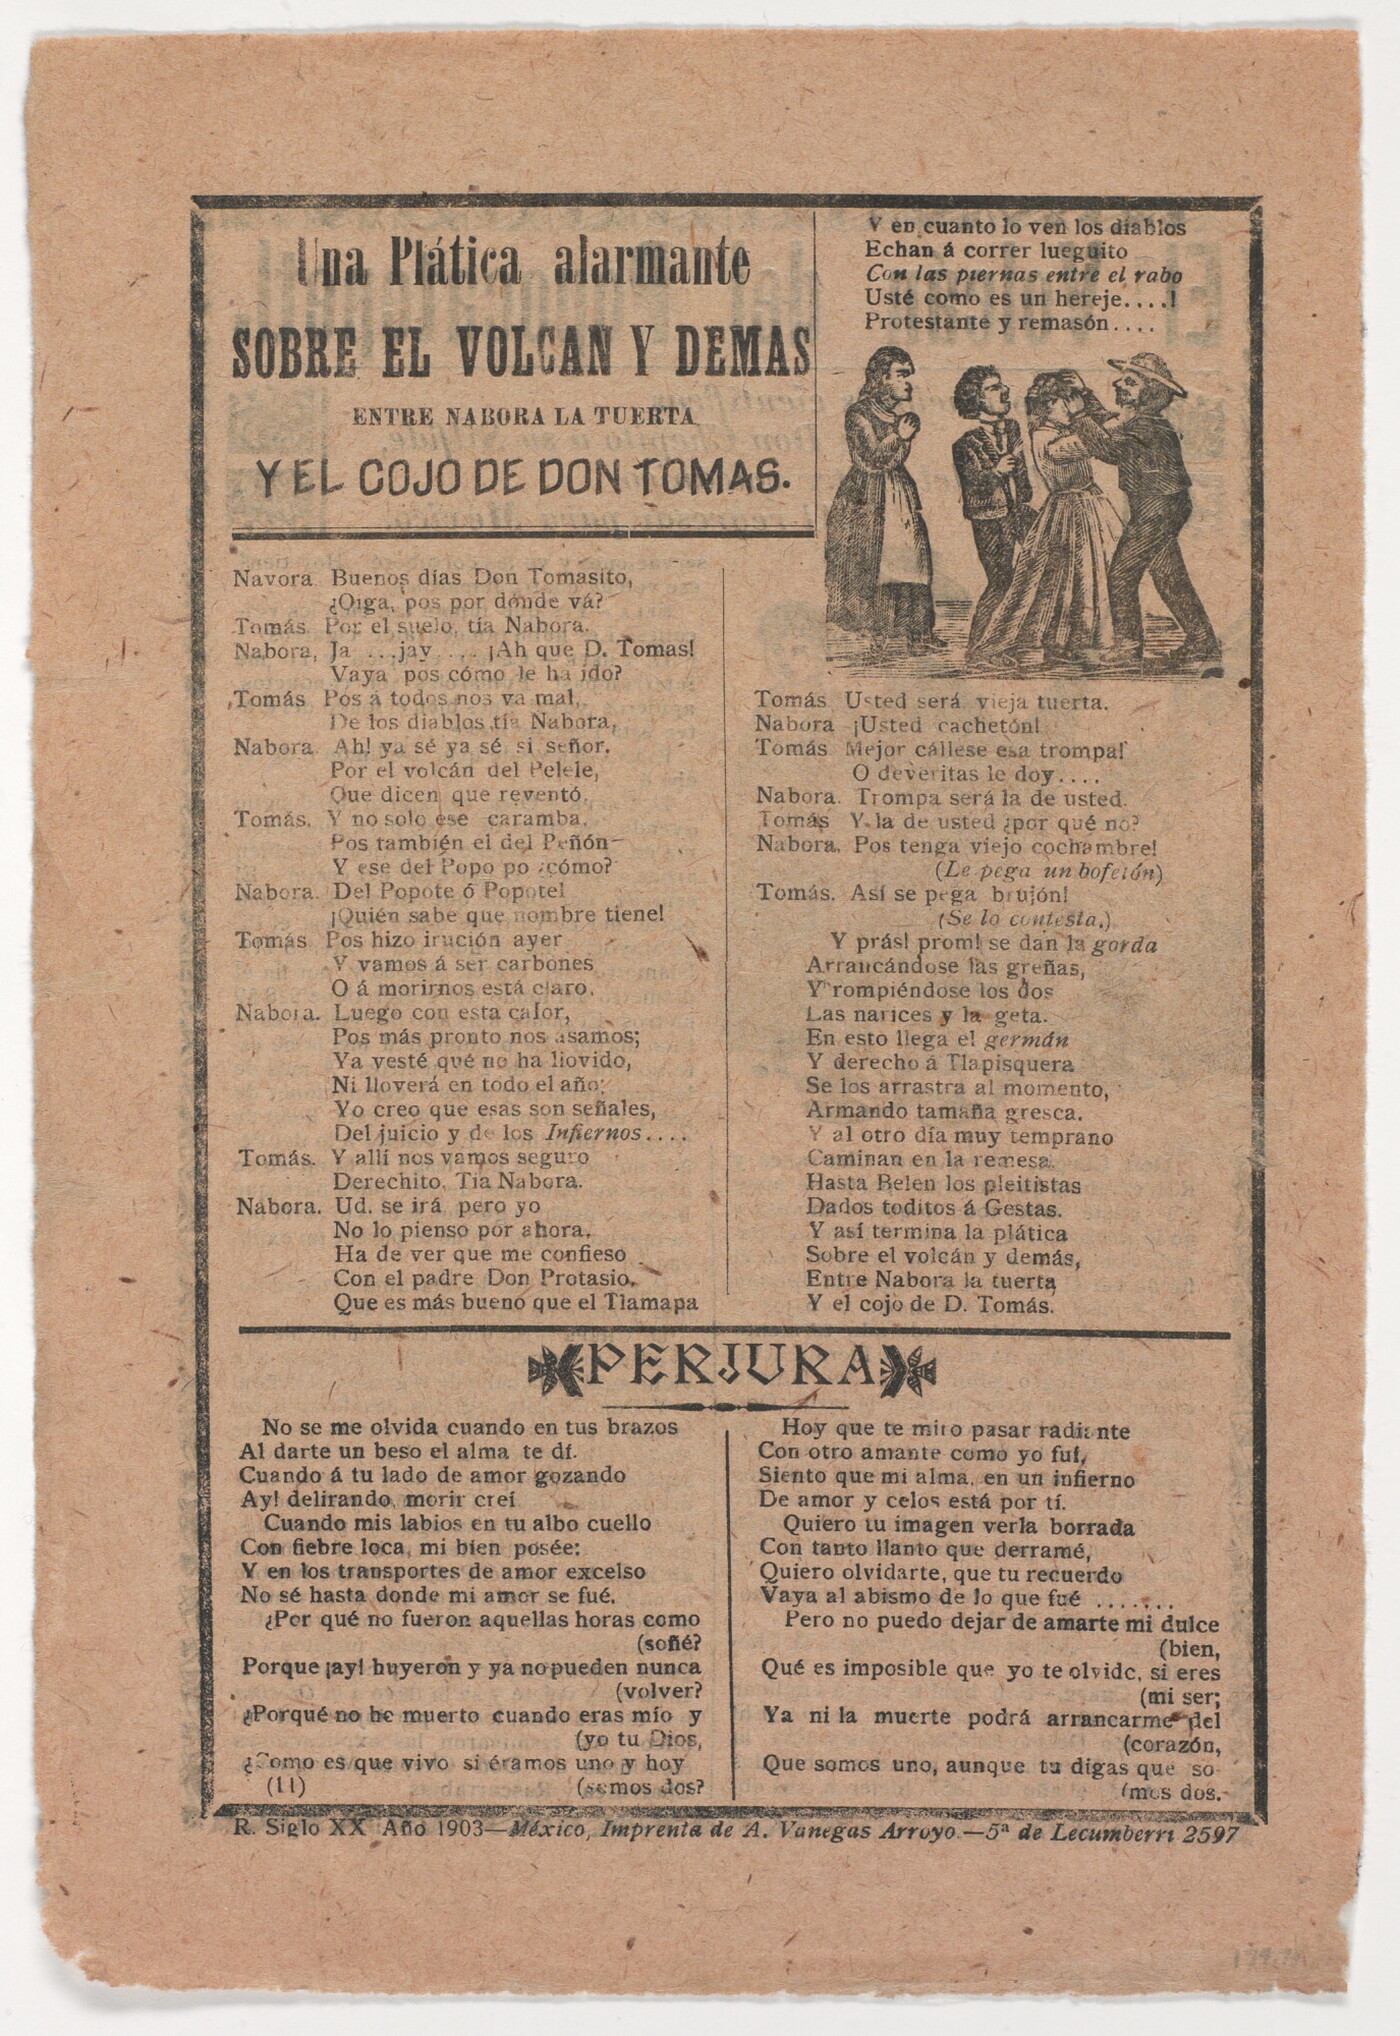 Una Plática alarmante
SOBRE EL VOLCAN Y DEMAS
ENTRE NABORA LA TUERTA
Y EL COJO DE DON TOMAS.
Navora. Buenos días Don Tomasito,
¿Oiga, pos por dónde vá?
Tomás. Por el suelo, tía Nabora.
Nabora, Ja ...jay .... ¡Ah que D. Tomas!
Vaya pos cómo le ha ido?
Tomás Pos a todos nos va mal,
De los diablos tía Nabora,
Nabora. Ah! ya sé ya sé, si señor.
Por el volcán del Pelele,
Que dicen que reventó.
Tomás. Y no solo ese caramba.
Pos también el del Peñón
Y ese del Popo po ¿cómo?
Nabora. Del Popote ó Popote!
¡Quién sabe que nombre tiene!
Tomás Pos hizo irución ayer
Y vamos á ser carbones
O á morirnos está claro.
Nabora. Luego con esta calor,
Pos más pronto nos asamos;
Ya vesté qué no ha llovido,
Ni lloverá en todo el año;
Yo creo que esas son señales,
Del juicio y de los Infiernos....
Tomás. Y allí nos vamos seguro
Derechito, Tia Nabora.
Nabora. Ud. se irá, pero yo
No lo pienso por ahora,
Ha de ver que me confieso
Con el padre Don Protasio,
Que es más bueno que el Tlamapa
Y en cuanto lo ven los diablos
Echan á correr lueguito
Con las piernas entre el rabo
Usté como es un hereje....!
Protestante y remasón....
Tomás Usted será vieja tuerta.
Nabora ¡Usted cachetón!
Tomás Mejor cállese esa trompa!
O deveritas le doy....
Nabora. Trompa será la de usted.
Tomás Y la de usted ¿por qué no?
Nabora. Pos tenga viejo cochambre!
(Le pega un bofetón)
Tomás. Así se pega brujón!
(Se lo contesta.)
Y prás! prom! se dan la gorda
Arrancándose las greñas,
Y rompiéndose los dos
Las narices y la geta.
En esto llega el germán
Y derecho á Tlapisquera
Se los arrastra al momento,
Armando tamaña gresca.
Y al otro día muy temprano
Caminan en la remesa.
Hasta Belen los pleitistas
Dados toditos á Gestas.
Y así termina la plática
Sobre el volcán y demás,
Entre Nabora la tuerta
Y el cojo de D. Tomás.
PERJURA
No se me olvida cuando en tus brazos
Al darte un beso el alma te dí.
Cuando á tu lado de amor gozando
Ay! delirando, morir creí
Cuando mis labios en tu albo cuello
Con fiebre loca, mi bien posée;
Y en los transportes de amor excelso
No sé hasta donde mi amor se fué.
¿Por qué no fueron aquellas horas como
(soñé?
Porque ¡ay! huyeron y ya no pueden nunca
(volver?
¿Porqué no he muerto cuando eras mío y
(yo tu Dios,
¿Como es que vivo si éramos uno y hoy
(11) (somos dos?
Hoy que te miro pasar radiante
Con otro amante como yo fuí,
Siento que mi alma, en un infierno
De amor y celos está por tí.
Quiero tu imagen verla borrada
Con tanto llanto que derramé,
Quiero olvidarte, que tu recuerdo
Vaya al abismo de lo que fué .......
Pero no puedo dejar de amarte mi dulce
(bien,
Qué es imposible que yo te olvide, si eres
(mi ser;
Ya ni la muerte podrá arrancarme del
(corazón,
Que somos uno, aunque tu digas que so-
(mos dos.
R. Siglo XX Año 1903—México, Imprenta de A. Vanegas Arroyo.—5ª de Lecumberri 2597